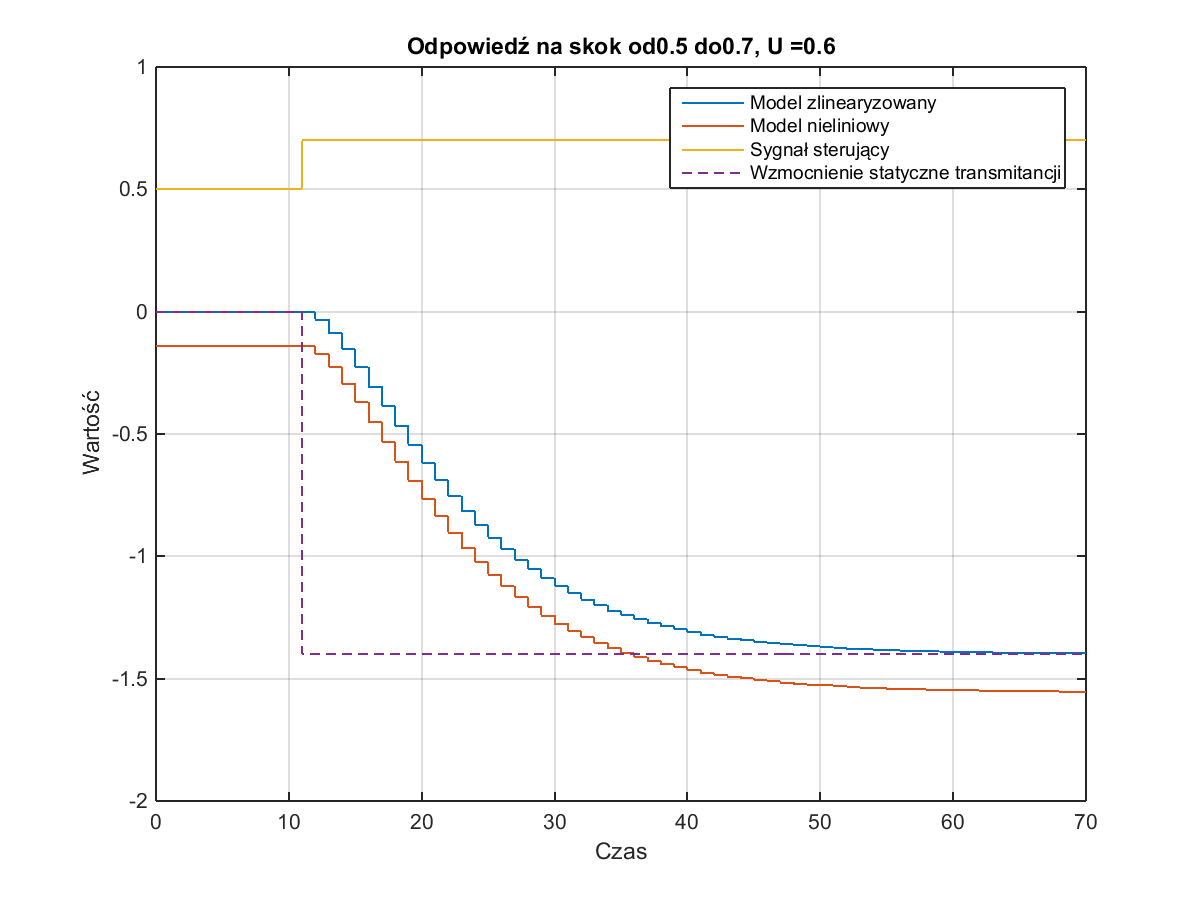 Odpowiedź na skok od0.5 do0.7, U =0.6
Model zlinearyzowany
Model nieliniowy
Sygnał sterujący
Wzmocnienie statyczne transmitancji
1
0.5
0
-0.5
-1
-1.5
-2
Wartość
0 10 20 30 40 50 60 70
Czas